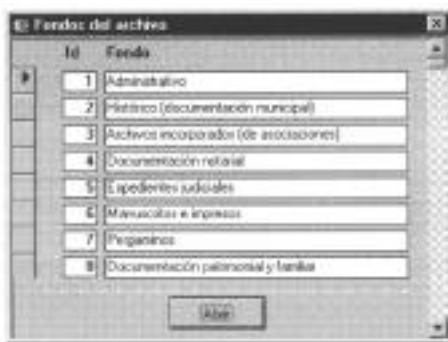 Fondos del archivo
Id Fondo
1 Administrativo
2 Histórico (documentación municipal)
3 Archivos incorporados (de asociaciones)
4 Documentación notarial
5 Expedientes judiciales
6 Manuscritos e impresos
7 Pergaminos
8 Documentación patrimonial y familiar
Abrir